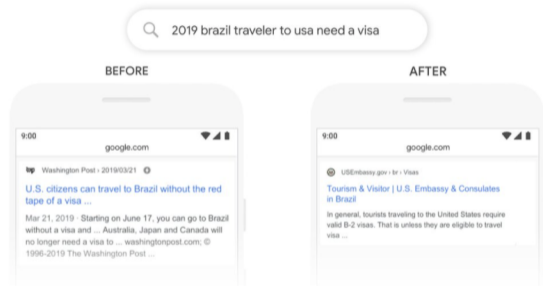 2019 brazil traveler to usa need a visa
BEFORE
AFTER
9:00
google.com
Washington Post › 2019/03/21
U.S. citizens can travel to Brazil without the red
tape of a visa ...
Mar 21, 2019 · Starting on June 17, you can go to Brazil
without a visa and ... Australia, Japan and Canada will
no longer need a visa to ... washingtonpost.com; ©
1996-2019 The Washington Post ...
9:00
google.com
USEmbassy.gov › br › Visas
Tourism & Visitor | U.S. Embassy & Consulates
in Brazil
In general, tourists traveling to the United States require
valid B-2 visas. That is unless they are eligible to travel
visa ...